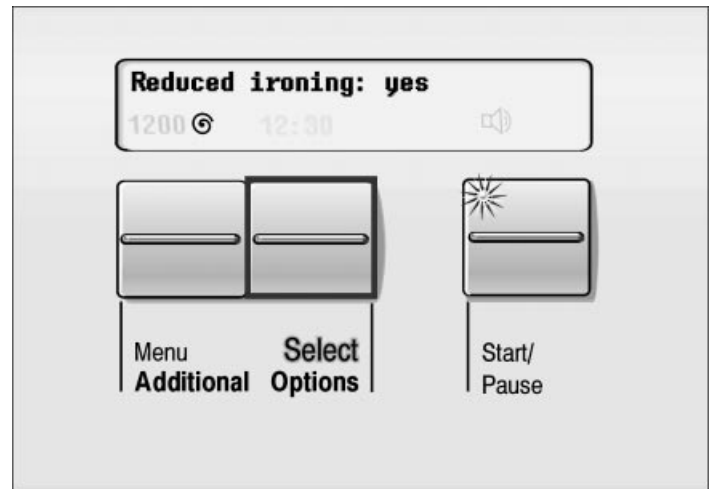 Reduced ironing: yes
1200 12:30
Menu Select
Additional Options
Start/
Pause